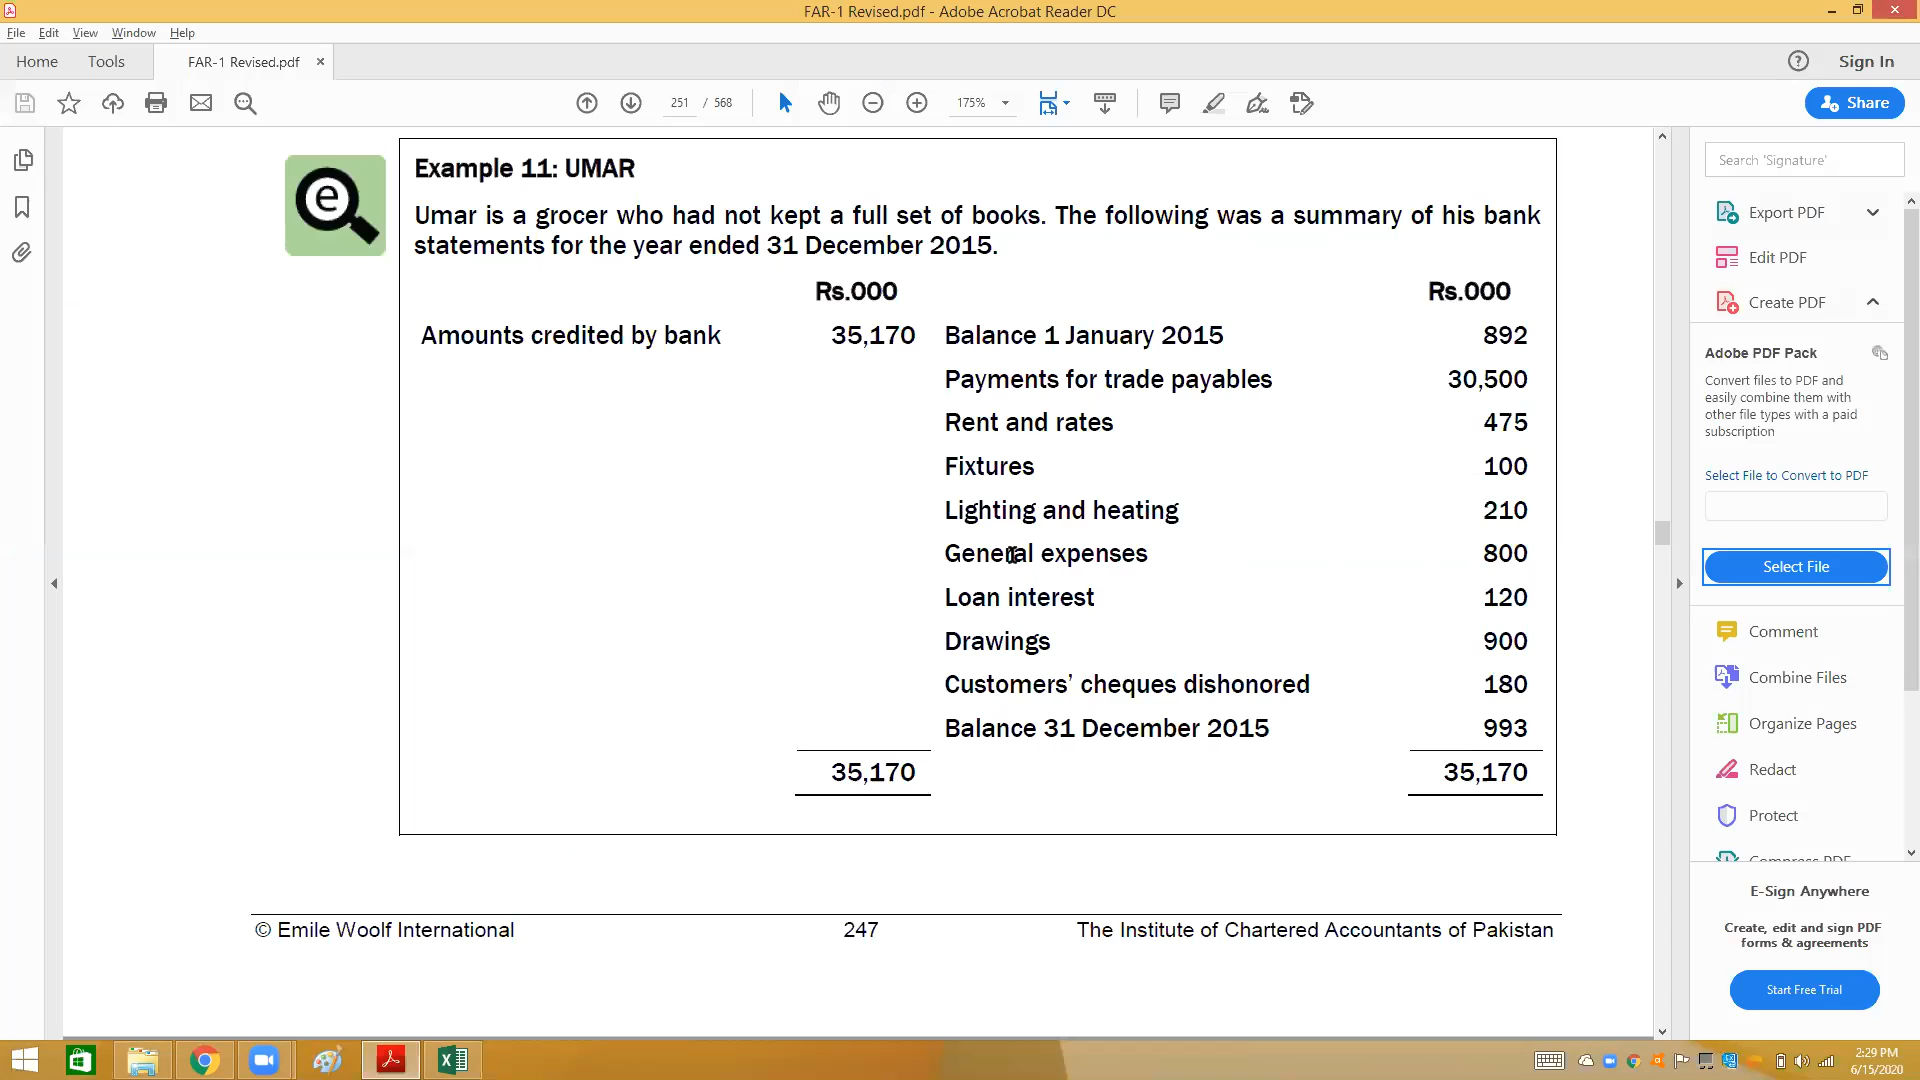 FAR-1 Revised.pdf - Adobe Acrobat Reader DC
File Edit View Window Help
Home Tools FAR-1 Revised.pdf × Sign In
251 / 568 175% Share
Example 11: UMAR
Umar is a grocer who had not kept a full set of books. The following was a summary of his bank
statements for the year ended 31 December 2015.
Rs.000 Rs.000
Amounts credited by bank 35,170 Balance 1 January 2015 892
Payments for trade payables 30,500
Rent and rates 475
Fixtures 100
Lighting and heating 210
General expenses 800
Loan interest 120
Drawings 900
Customers’ cheques dishonored 180
Balance 31 December 2015 993
35,170 35,170
© Emile Woolf International 247 The Institute of Chartered Accountants of Pakistan
Search 'Signature'
Export PDF
Edit PDF
Create PDF
Adobe PDF Pack
Convert files to PDF and
easily combine them with
other file types with a paid
subscription
Select File to Convert to PDF
Select File
Comment
Combine Files
Organize Pages
Redact
Protect
Compress PDF
E-Sign Anywhere
Create, edit and sign PDF
forms & agreements
Start Free Trial
2:29 PM
6/15/2020